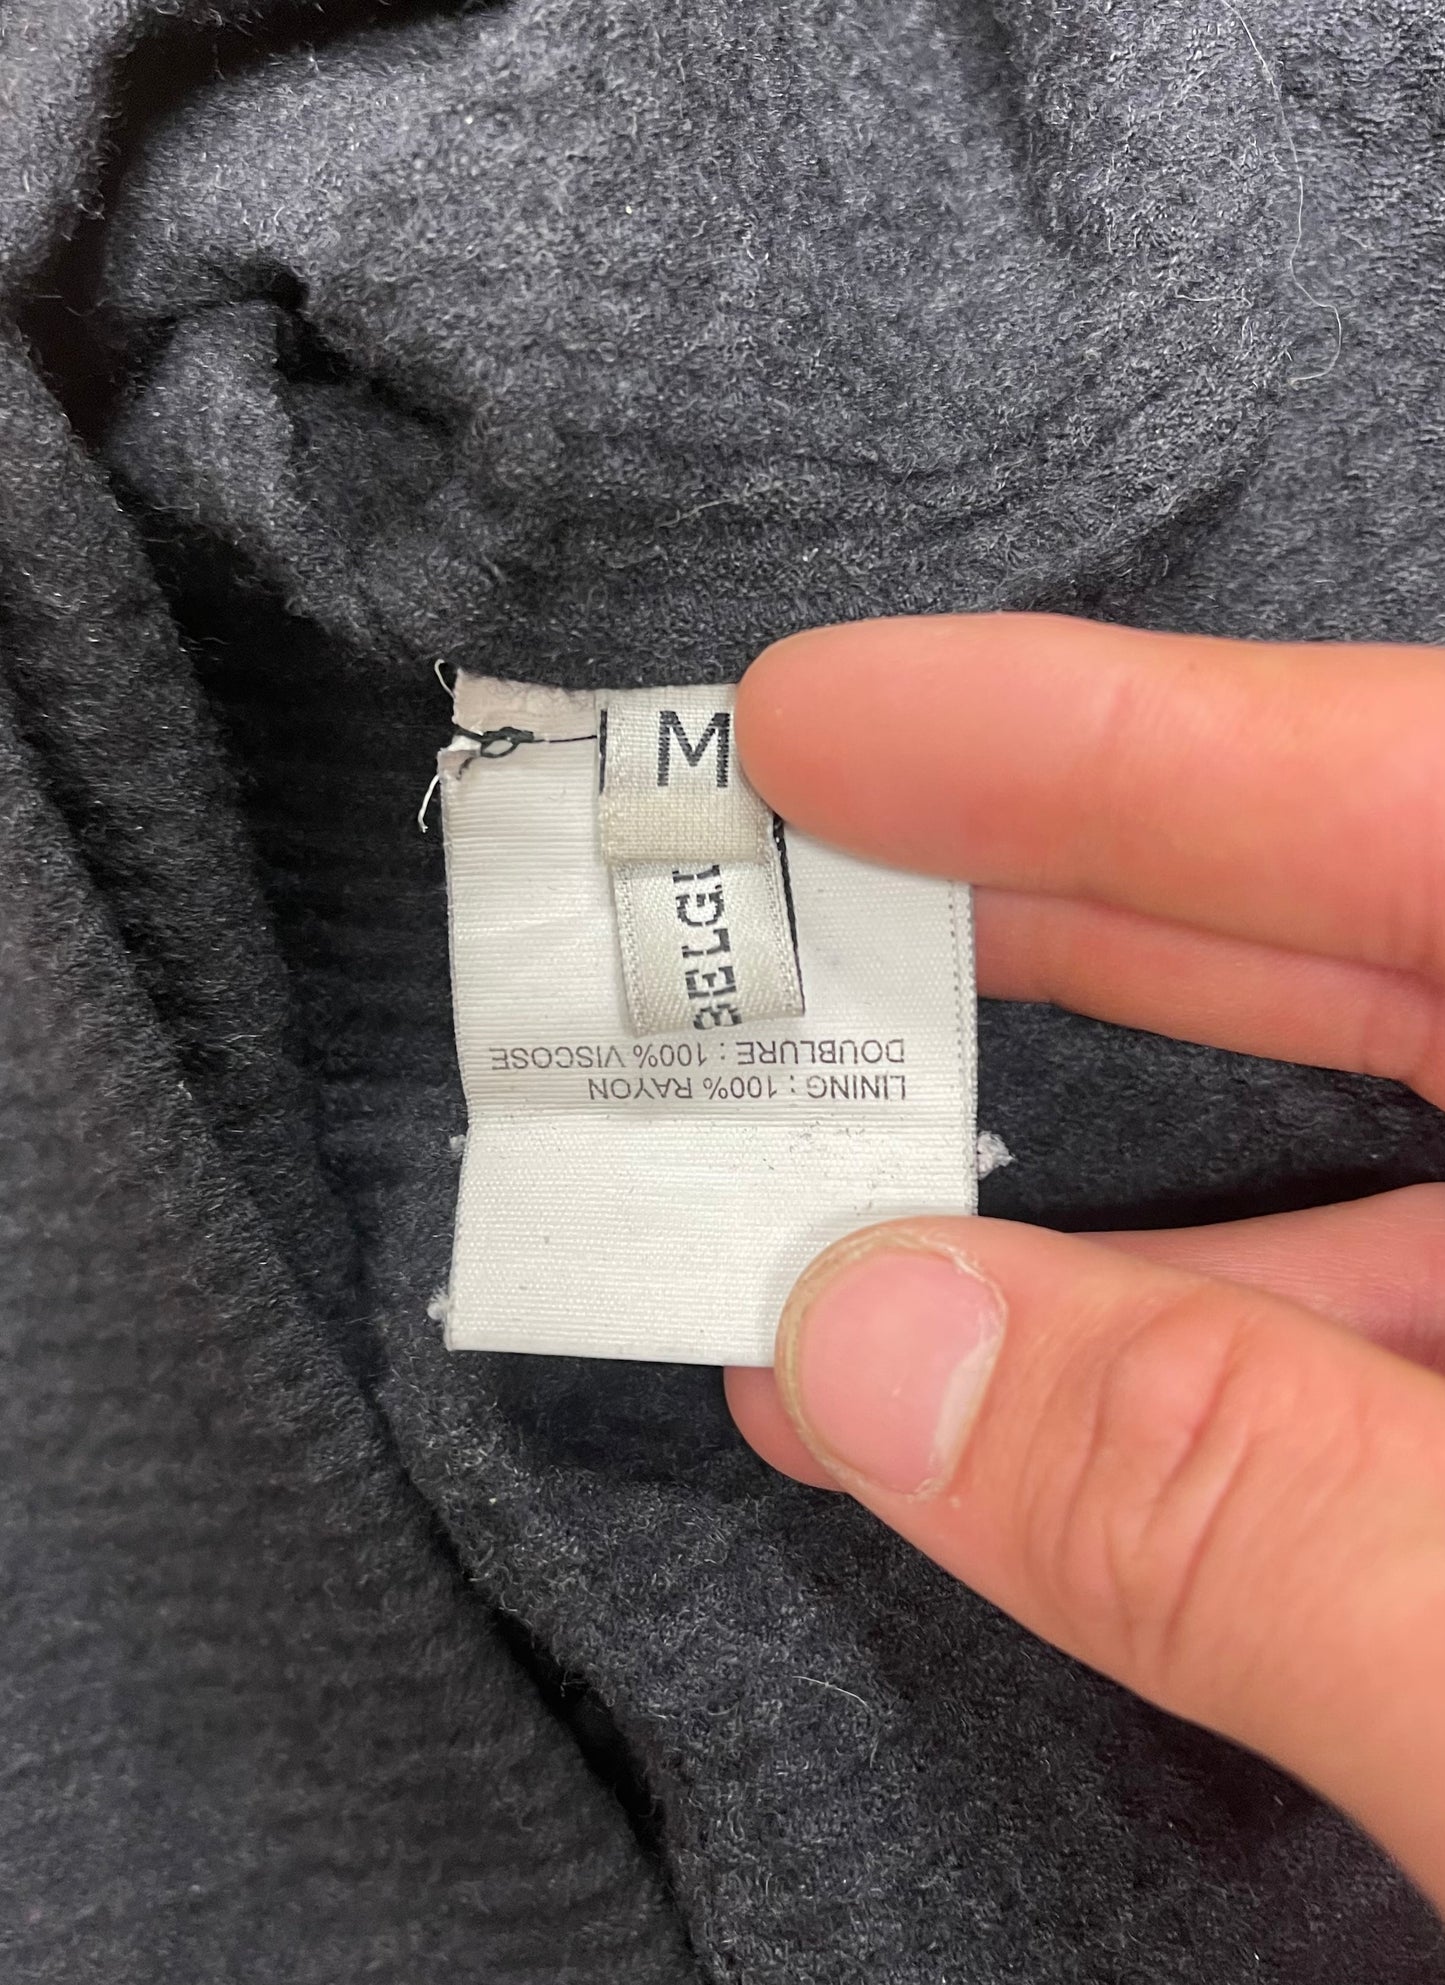 M
BELGI
DOUBLURE : 100% VISCOSE
LINING : 100% RAYON